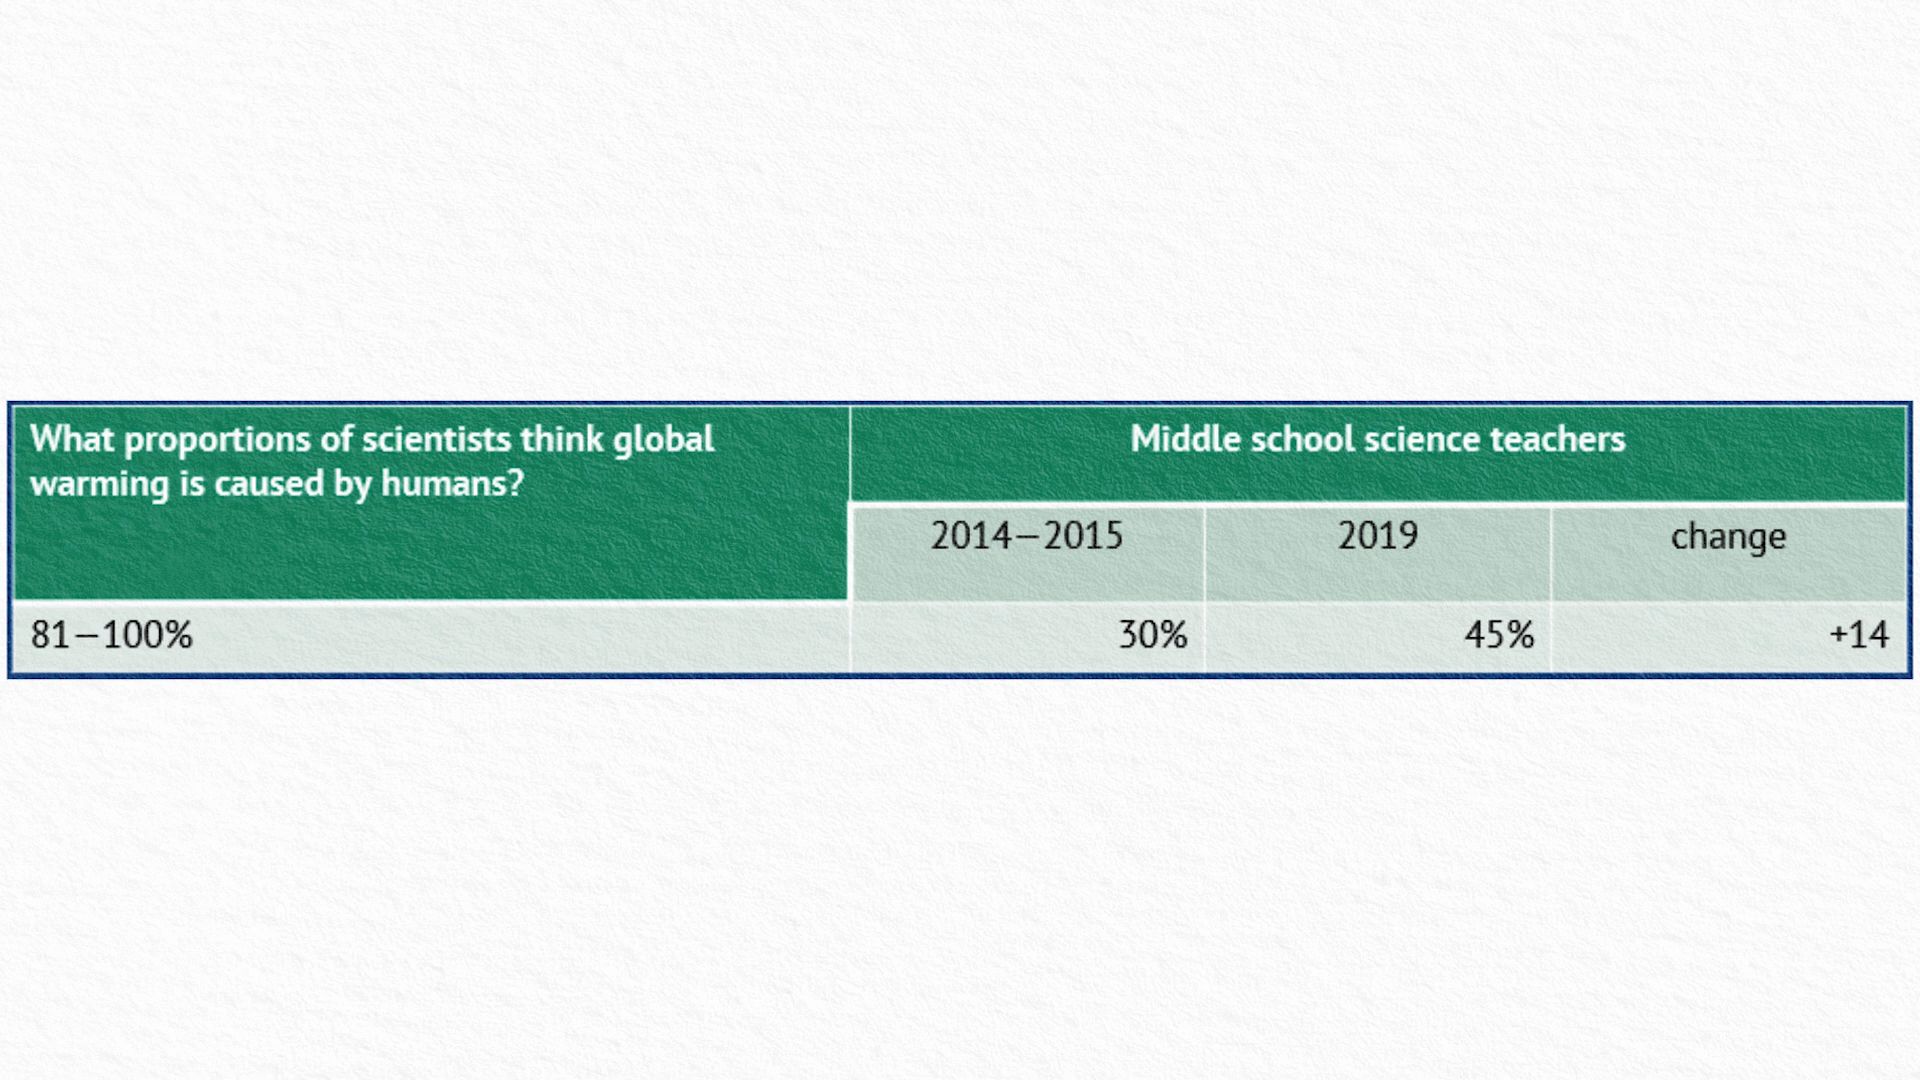 What proportions of scientists think global
warming is caused by humans?
Middle school science teachers
2014—2015 2019 change
81—100% 30% 45% +14